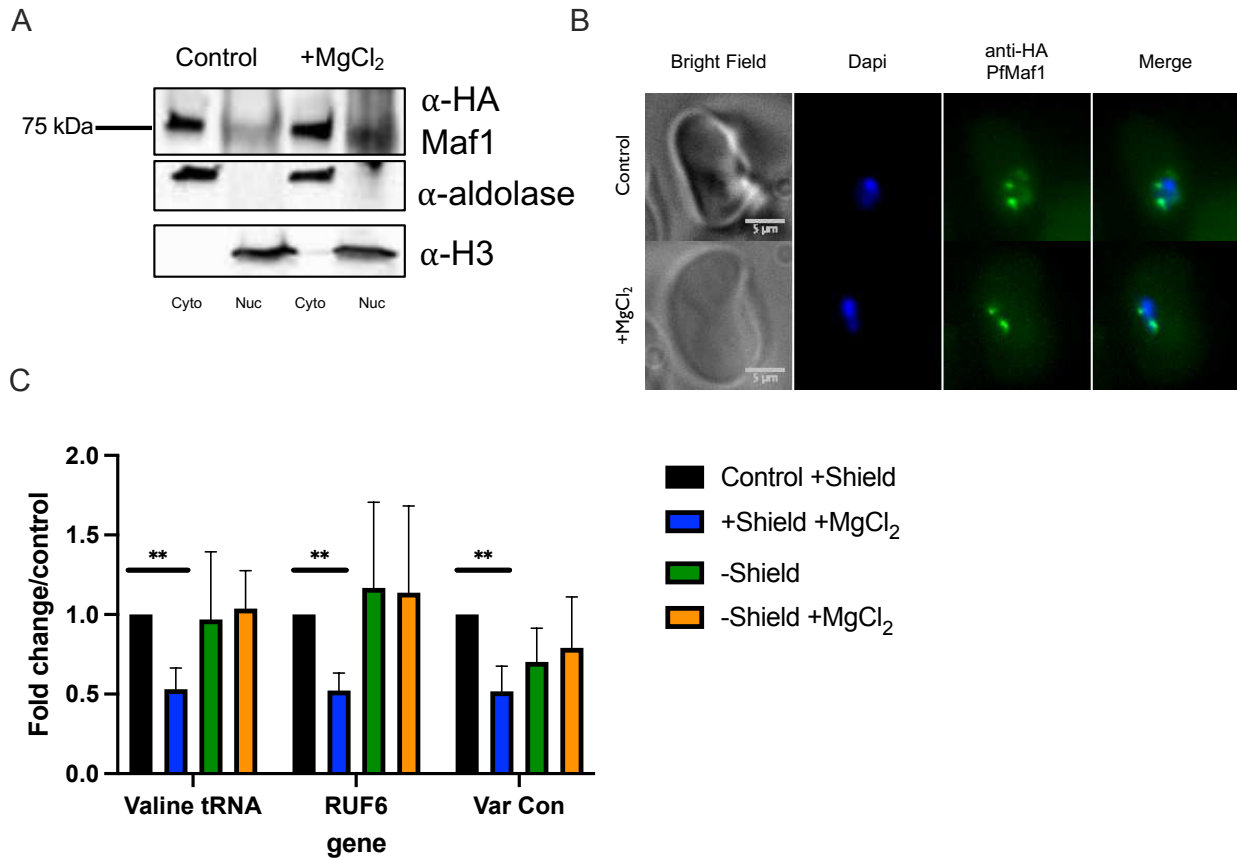 A
Control +MgCl2
75 kDa
α-HA
Maf1
α-aldolase
α-H3
Cyto Nuc Cyto Nuc
B
Bright Field Dapi anti-HA PfMaf1 Merge
Control
5 µm
+MgCl2
5 µm
C
Fold change/control
2.0
1.5
1.0
0.5
0.0
** ** **
Valine tRNA RUF6 Var Con
gene
Control +Shield
+Shield +MgCl2
-Shield
-Shield +MgCl2